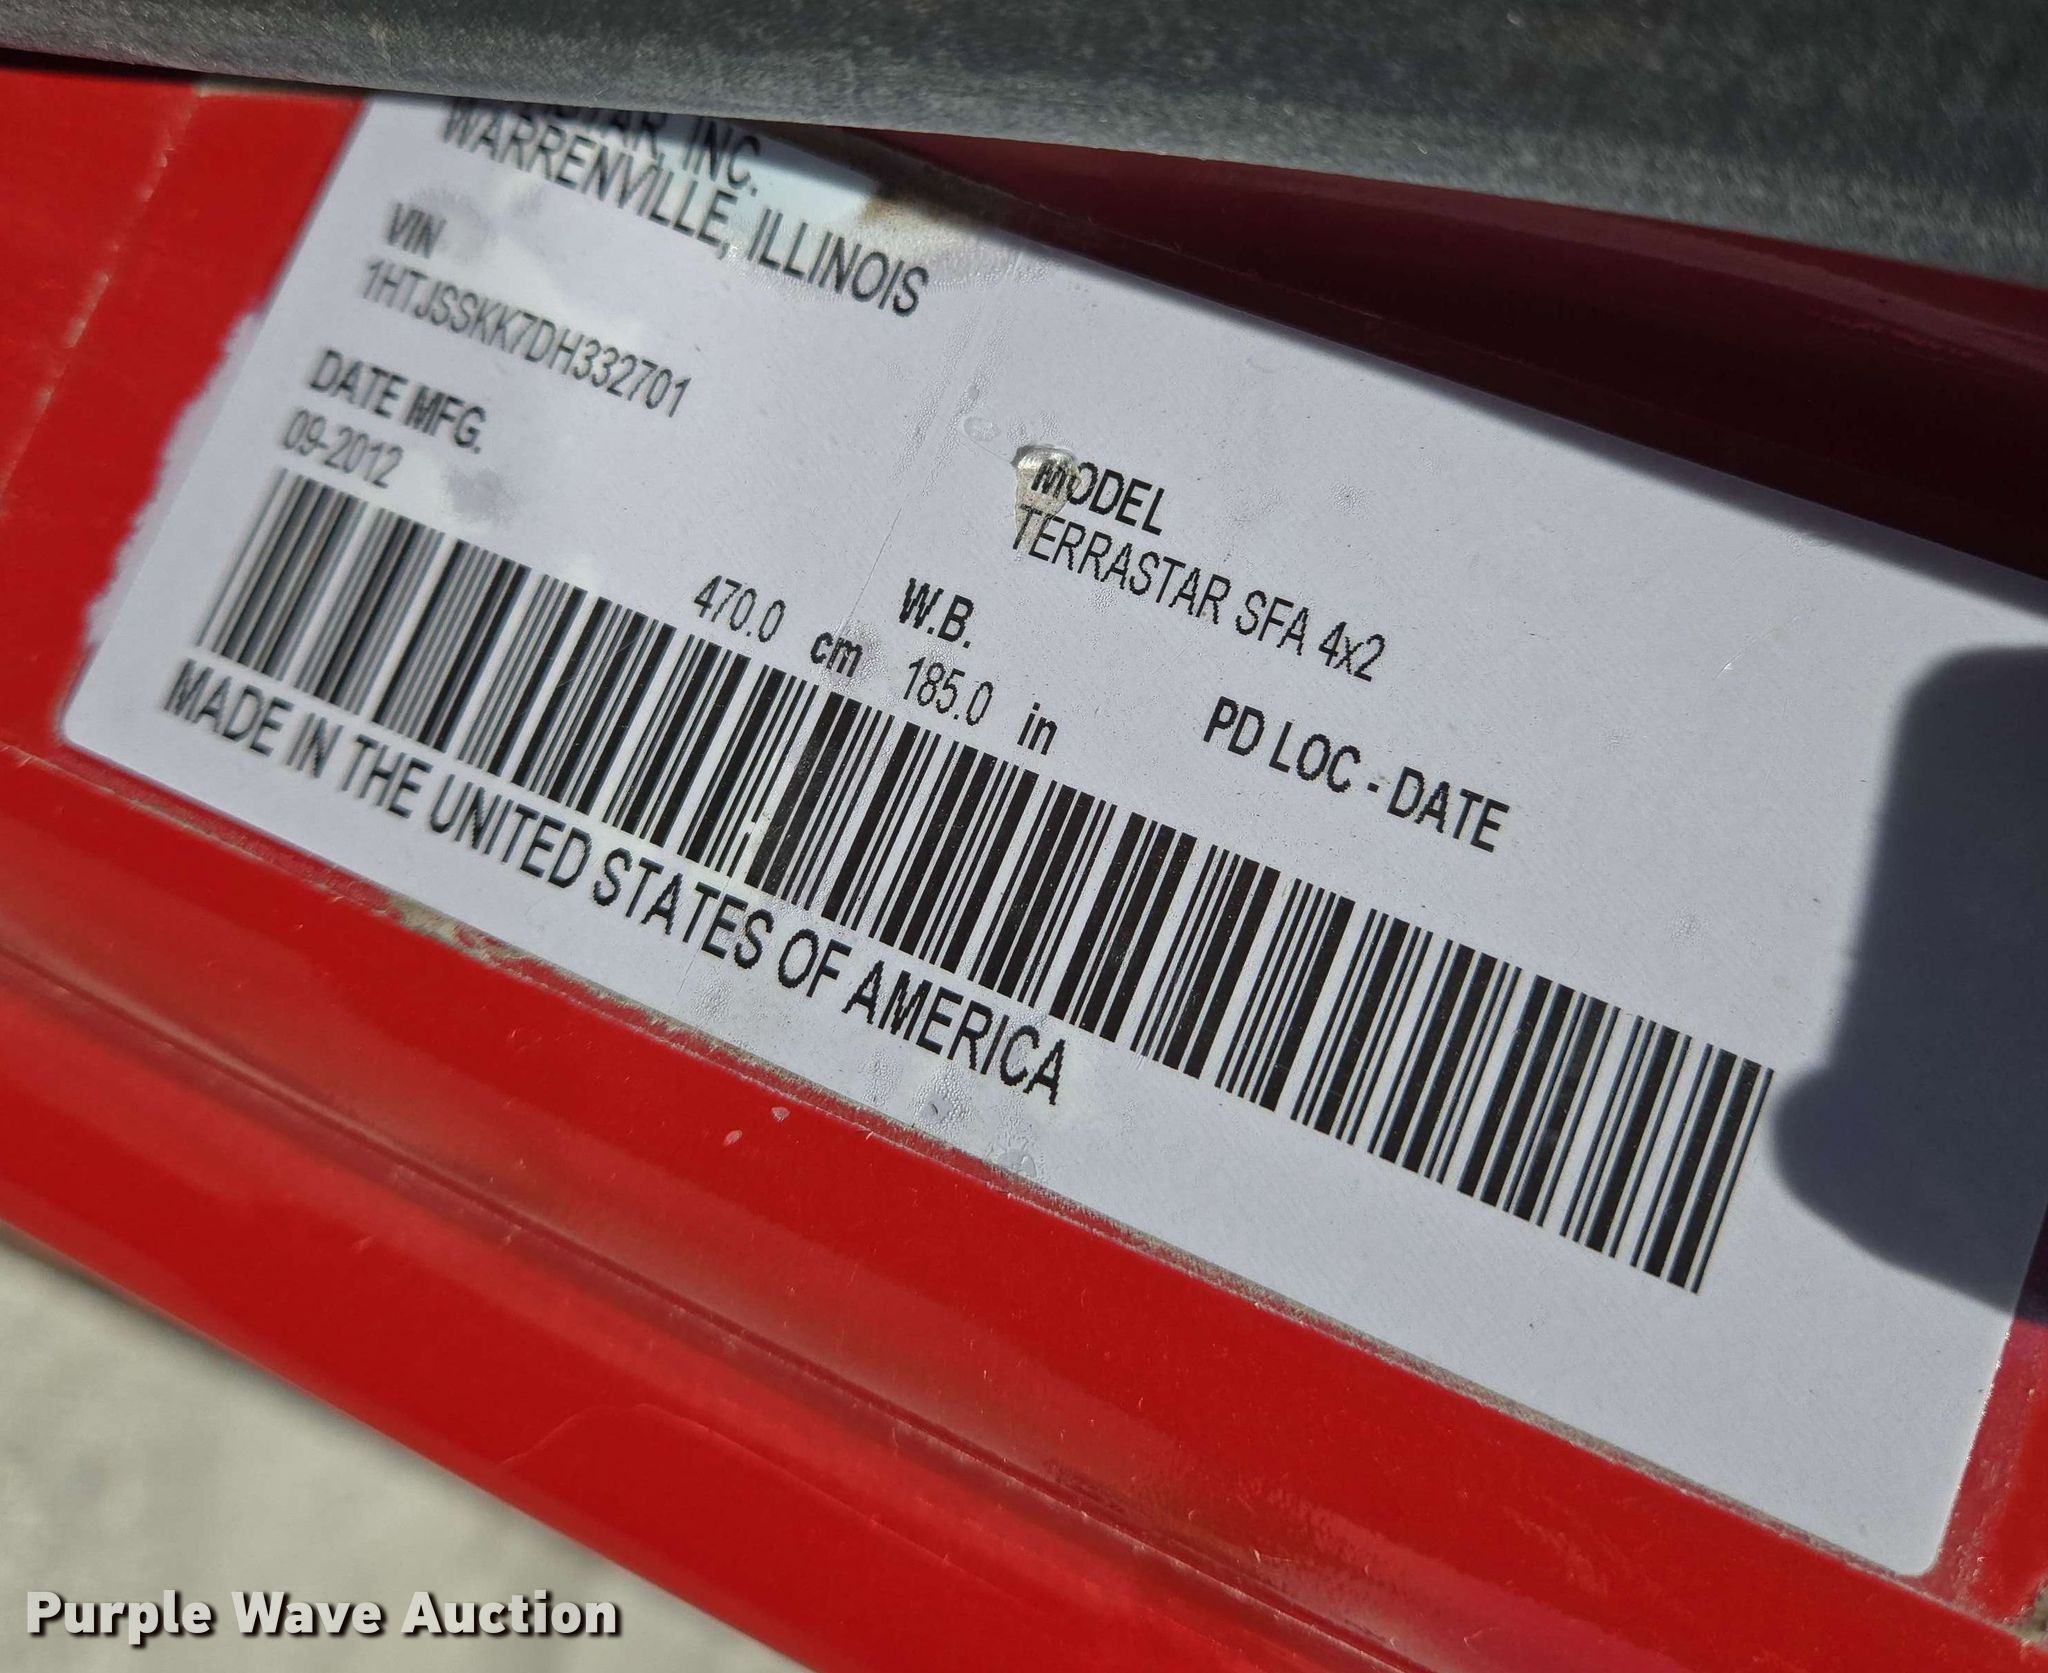 INC.
WARRENVILLE, ILLINOIS
VIN
1HTJSSKK7DH332701
DATE MFG.
09-2012
MODEL
TERRASTAR SFA 4x2
W.B.
470.0 cm 185.0 in
PD LOC - DATE
MADE IN THE UNITED STATES OF AMERICA
Purple Wave Auction